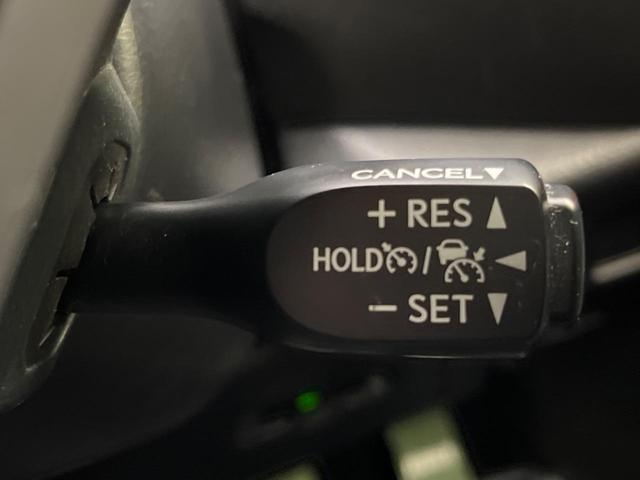 CANCEL▼
+ RES ▲
HOLD / ◀
− SET ▼